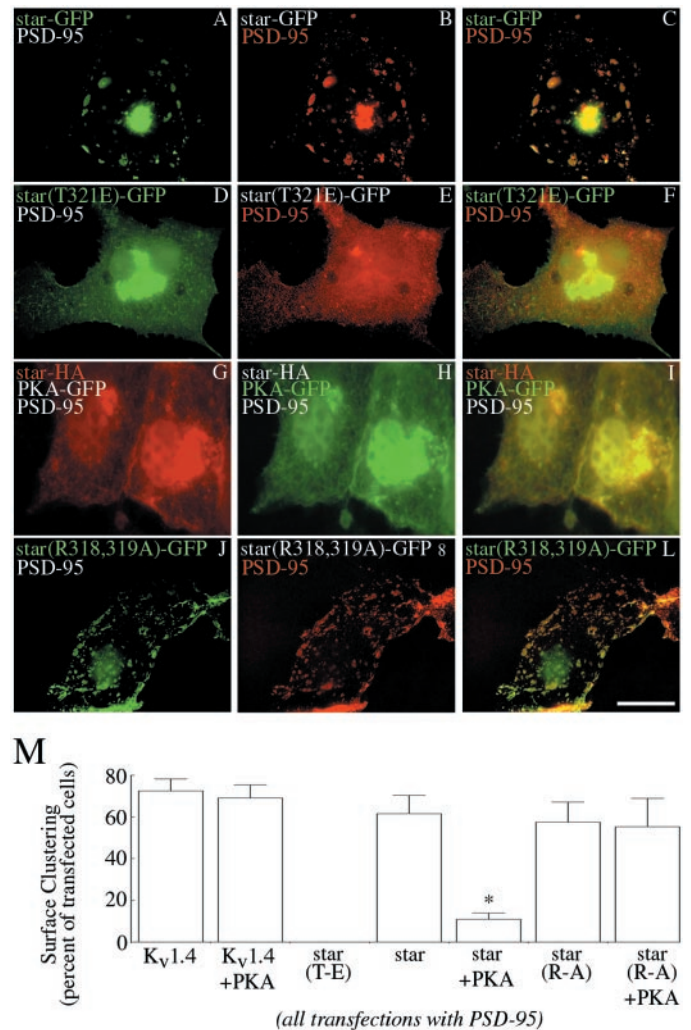 star-GFP A
PSD-95
star-GFP B
PSD-95
star-GFP C
PSD-95
star(T321E)-GFP D
PSD-95
star(T321E)-GFP E
PSD-95
star(T321E)-GFP F
PSD-95
star-HA G
PKA-GFP
PSD-95
star-HA H
PKA-GFP
PSD-95
star-HA I
PKA-GFP
PSD-95
star(R318,319A)-GFP J
PSD-95
star(R318,319A)-GFP 8
PSD-95
star(R318,319A)-GFP L
PSD-95
M
Surface Clustering
(percent of transfected cells)
80
60
40
20
0
*
Kv1.4
Kv1.4
+PKA
star
(T-E)
star
star
+PKA
star
(R-A)
star
(R-A)
+PKA
(all transfections with PSD-95)